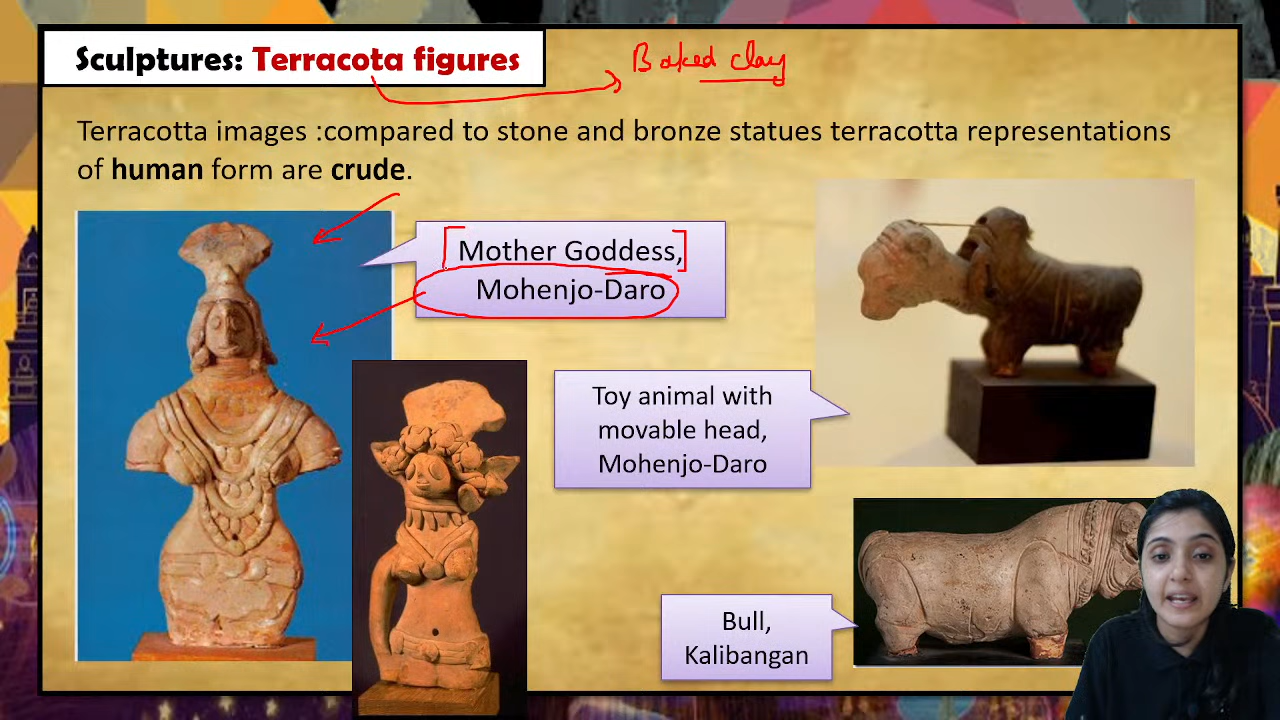 Sculptures: Terracota figures
Baked clay
Terracotta images :compared to stone and bronze statues terracotta representations
of human form are crude.
Mother Goddess,
Mohenjo-Daro
Toy animal with
movable head,
Mohenjo-Daro
Bull,
Kalibangan